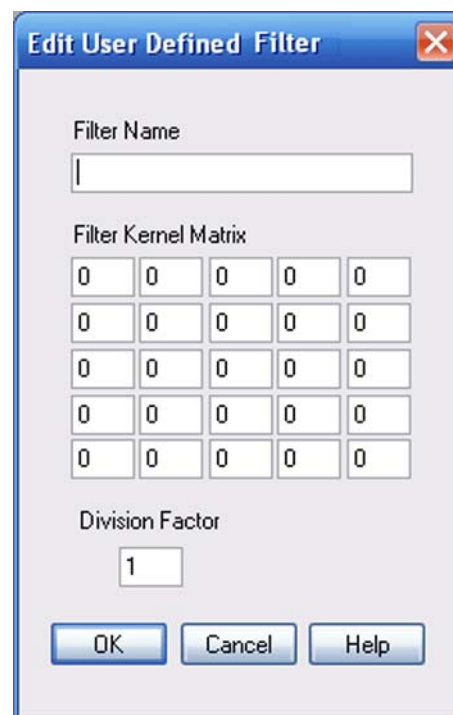 Edit User Defined Filter
Filter Name
Filter Kernel Matrix
0 0 0 0 0
0 0 0 0 0
0 0 0 0 0
0 0 0 0 0
0 0 0 0 0
Division Factor
1
OK Cancel Help